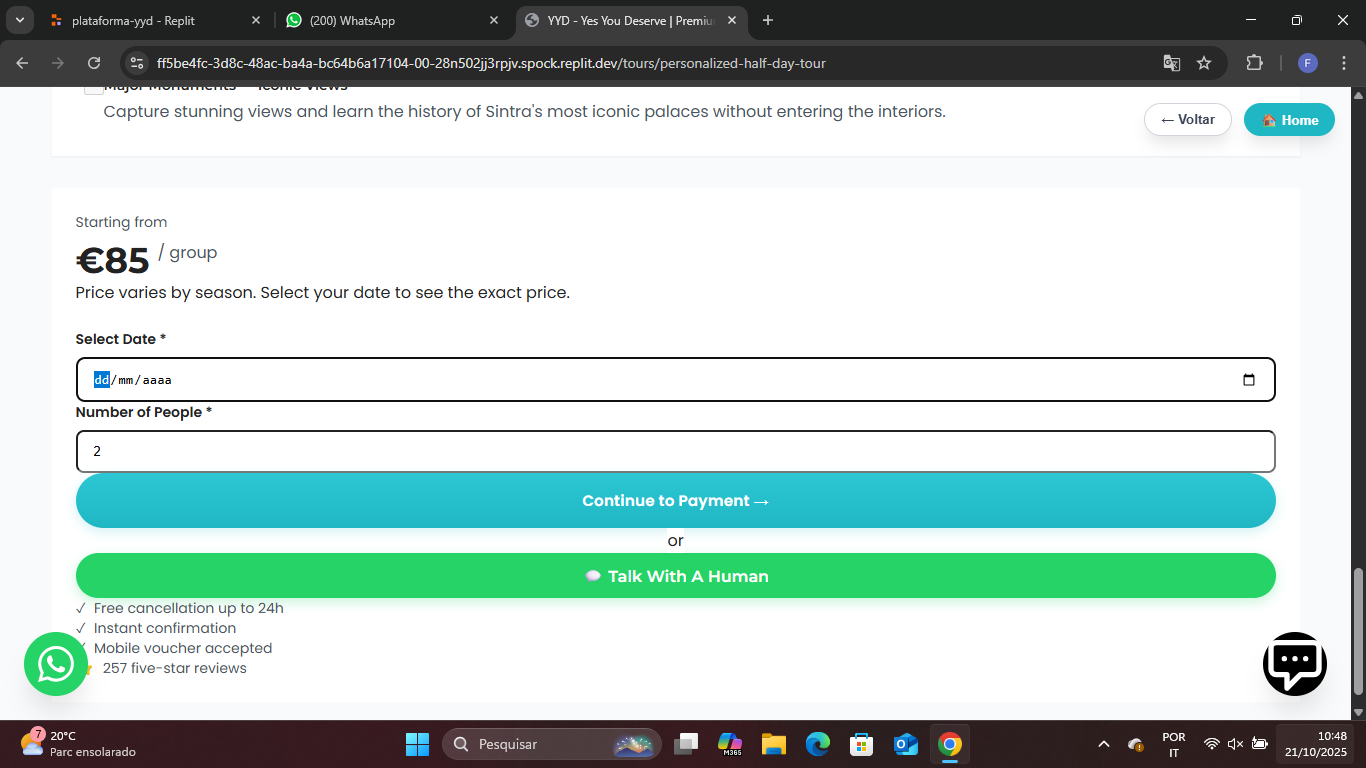 plataforma-yyd - Replit
(200) WhatsApp
YYD - Yes You Deserve | Premiu
ff5be4fc-3d8c-48ac-ba4a-bc64b6a17104-00-28n502jj3rpjv.spock.replit.dev/tours/personalized-half-day-tour
F
Major Monuments Iconic Views
Capture stunning views and learn the history of Sintra's most iconic palaces without entering the interiors.
← Voltar
Home
Starting from
€85 / group
Price varies by season. Select your date to see the exact price.
Select Date *
dd/mm/aaaa
Number of People *
2
Continue to Payment →
or
Talk With A Human
✓ Free cancellation up to 24h
✓ Instant confirmation
✓ Mobile voucher accepted
257 five-star reviews
7
20°C
Parc ensolarado
Pesquisar
M365
POR
IT
10:48
21/10/2025